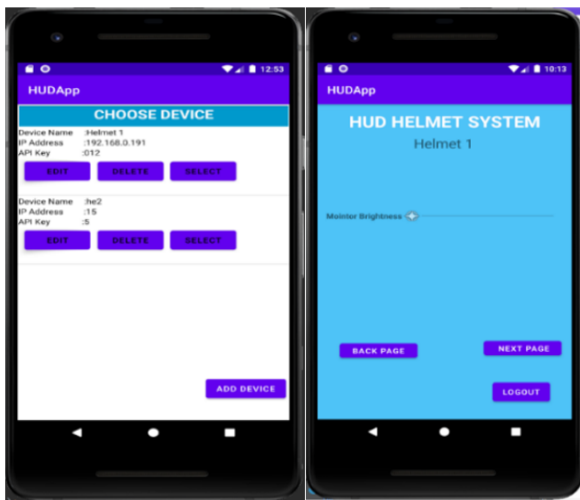 12:53
HUDApp
CHOOSE DEVICE
Device Name :Helmet 1
IP Address :192.168.0.191
API Key :012
EDIT DELETE SELECT
Device Name :he2
IP Address :15
API Key :5
EDIT DELETE SELECT
ADD DEVICE
10:13
HUDApp
HUD HELMET SYSTEM
Helmet 1
Mointor Brightness
BACK PAGE NEXT PAGE
LOGOUT